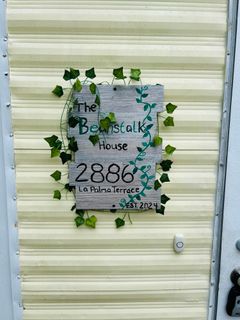 The
Beanstalk
House
2886
La Palma Terrace
EST. 2024